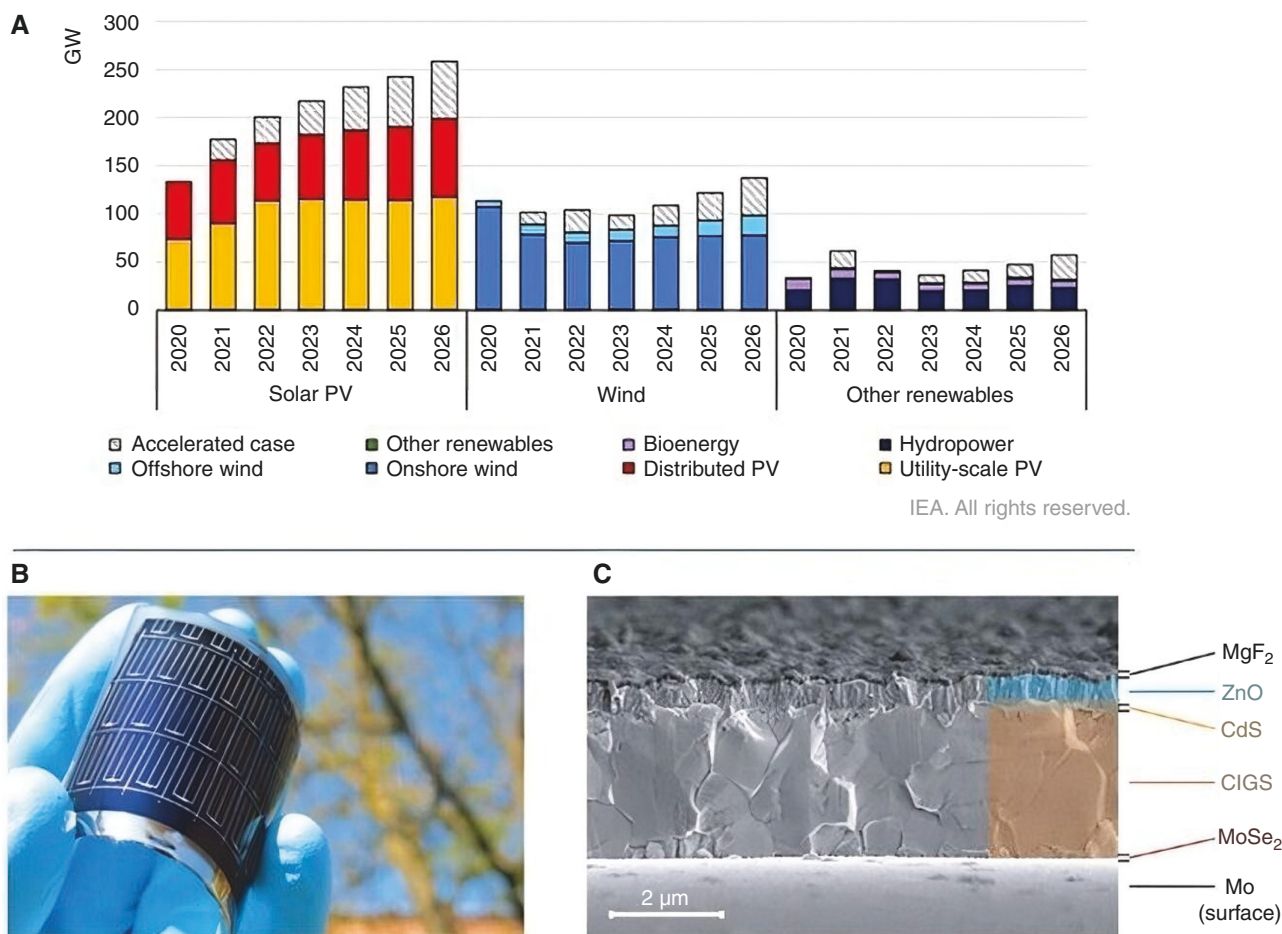 A
GW
300
250
200
150
100
50
0
2020
2021
2022
2023
2024
2025
2026
2020
2021
2022
2023
2024
2025
2026
2020
2021
2022
2023
2024
2025
2026
Solar PV
Wind
Other renewables
Accelerated case
Other renewables
Bioenergy
Hydropower
Offshore wind
Onshore wind
Distributed PV
Utility-scale PV
IEA. All rights reserved.
B
C
MgF₂
ZnO
CdS
CIGS
MoSe₂
Mo
(surface)
2 µm